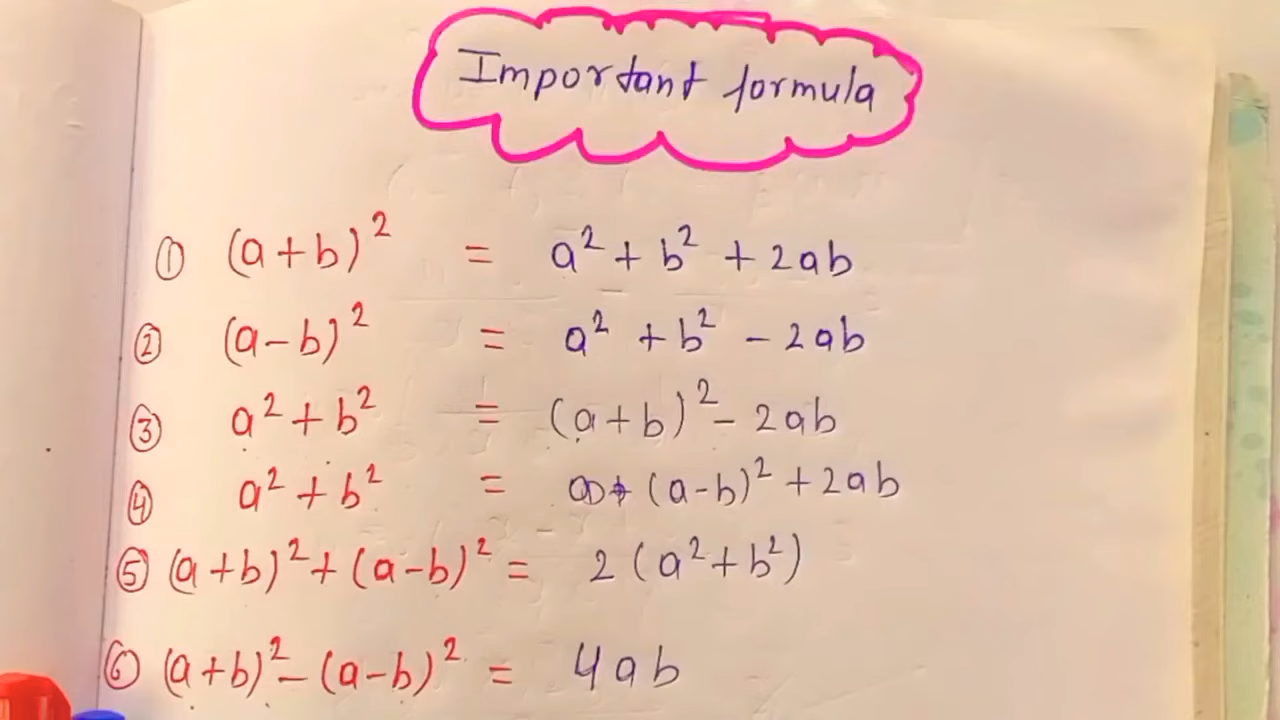 Important formula
① (a+b)² = a² + b² + 2ab
② (a-b)² = a² + b² - 2ab
③ a² + b² = (a+b)² - 2ab
④ a² + b² = (a-b)² + 2ab
⑤ (a+b)² + (a-b)² = 2(a² + b²)
⑥ (a+b)² - (a-b)² = 4ab